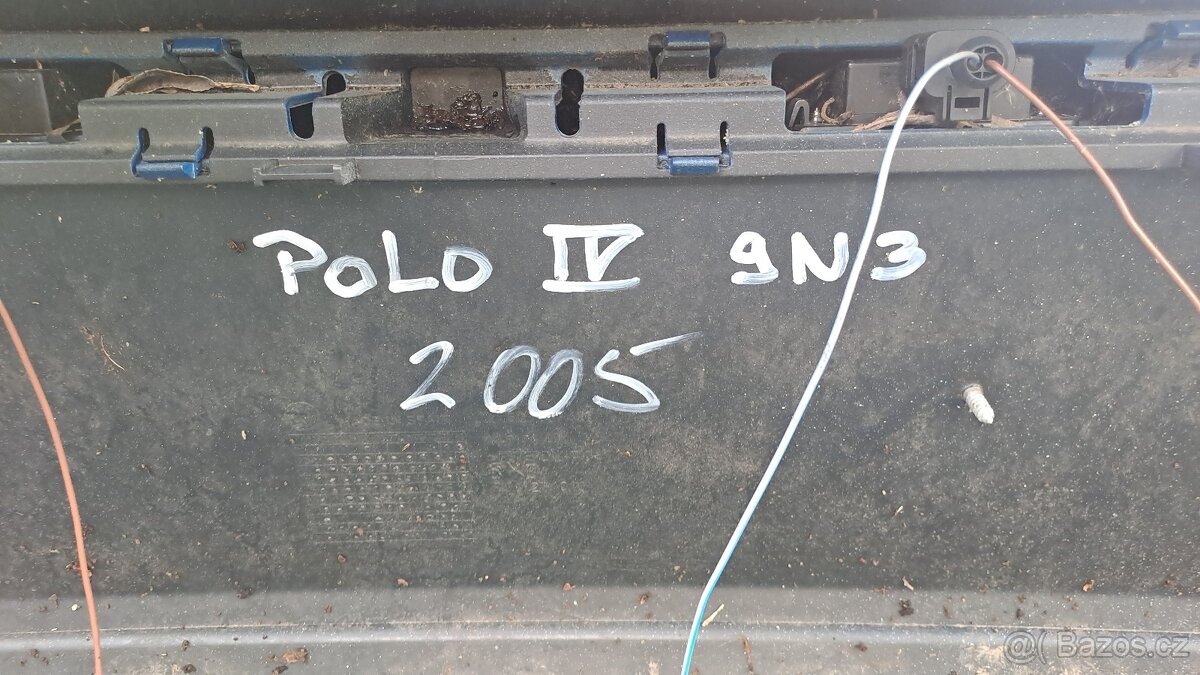 POLO IV 9N3
2005
@( Bazos.cz